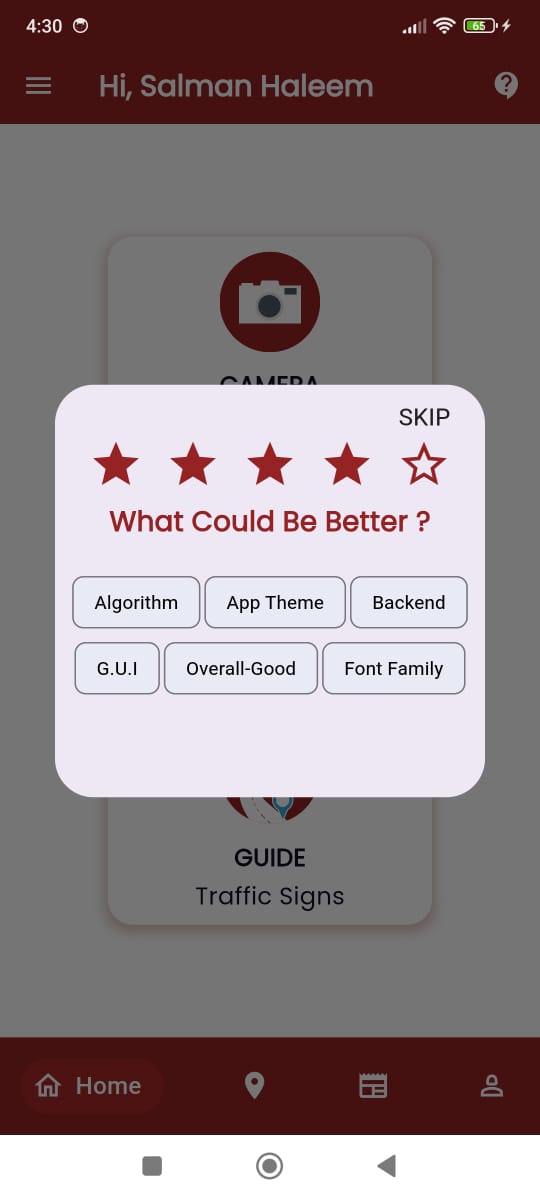 4:30 65
Hi, Salman Haleem
CAMERA
SKIP
What Could Be Better ?
Algorithm App Theme Backend
G.U.I Overall-Good Font Family
GUIDE
Traffic Signs
Home